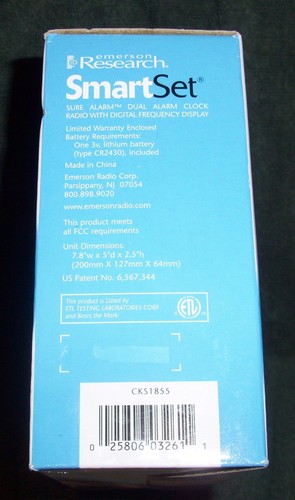 emerson
Research®
SmartSet®
SURE ALARM™ DUAL ALARM CLOCK
RADIO WITH DIGITAL FREQUENCY DISPLAY
Limited Warranty Enclosed
Battery Requirements:
One 3v, lithium battery
(type CR2430), included
Made in China
Emerson Radio Corp.
Parsippany, NJ 07054
800.898.9020
www.emersonradio.com
This product meets
all FCC requirements
Unit Dimensions:
7.8"w x 5"d x 2.5"h
(200mm X 127mm X 64mm)
US Patent No. 6,567,344
This product is Listed by
ETL TESTING LABORATORIES CORP.
and Bears the Mark:
ETL
CKS1855
0 25806 03261 1